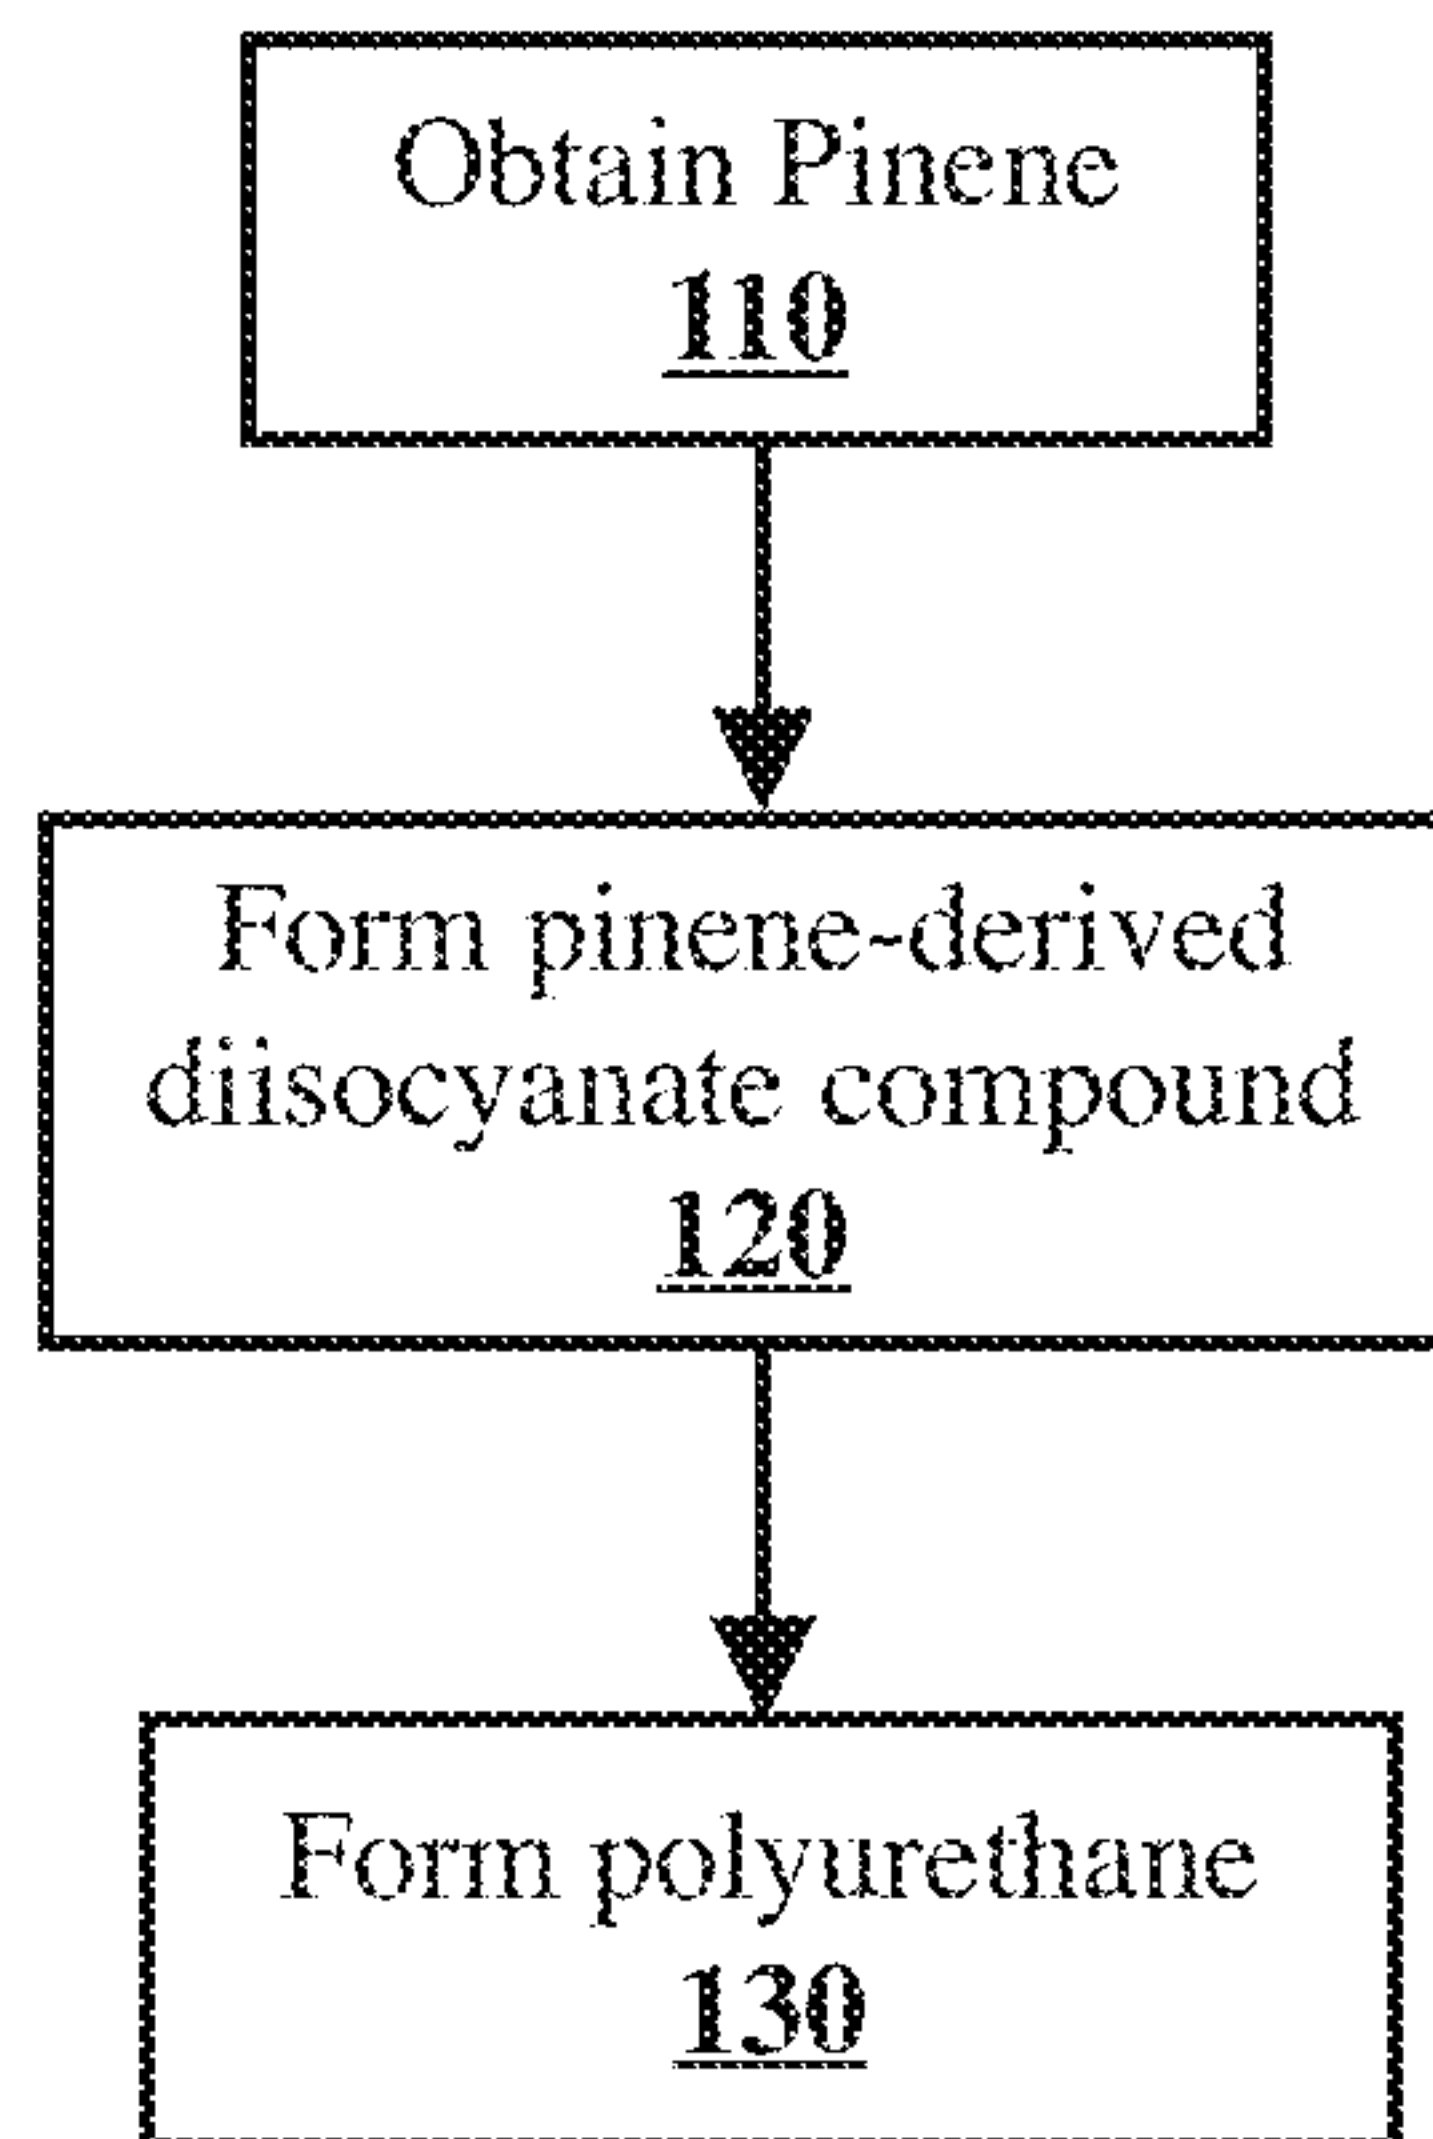 Obtain Pinene
110
Form pinene-derived
diisocyanate compound
120
Form polyurethane
130